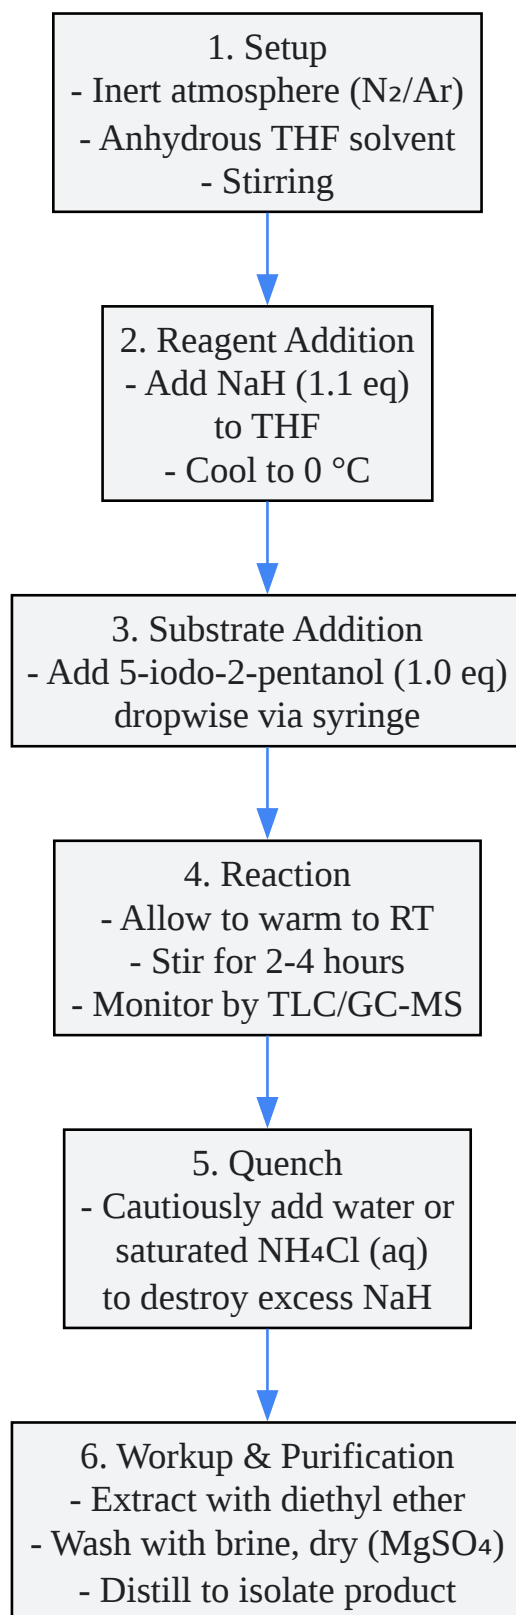 1. Setup
- Inert atmosphere (N₂/Ar)
- Anhydrous THF solvent
- Stirring
2. Reagent Addition
- Add NaH (1.1 eq)
to THF
- Cool to 0 °C
3. Substrate Addition
- Add 5-iodo-2-pentanol (1.0 eq)
dropwise via syringe
4. Reaction
- Allow to warm to RT
- Stir for 2-4 hours
- Monitor by TLC/GC-MS
5. Quench
- Cautiously add water or
saturated NH₄Cl (aq)
to destroy excess NaH
6. Workup & Purification
- Extract with diethyl ether
- Wash with brine, dry (MgSO₄)
- Distill to isolate product